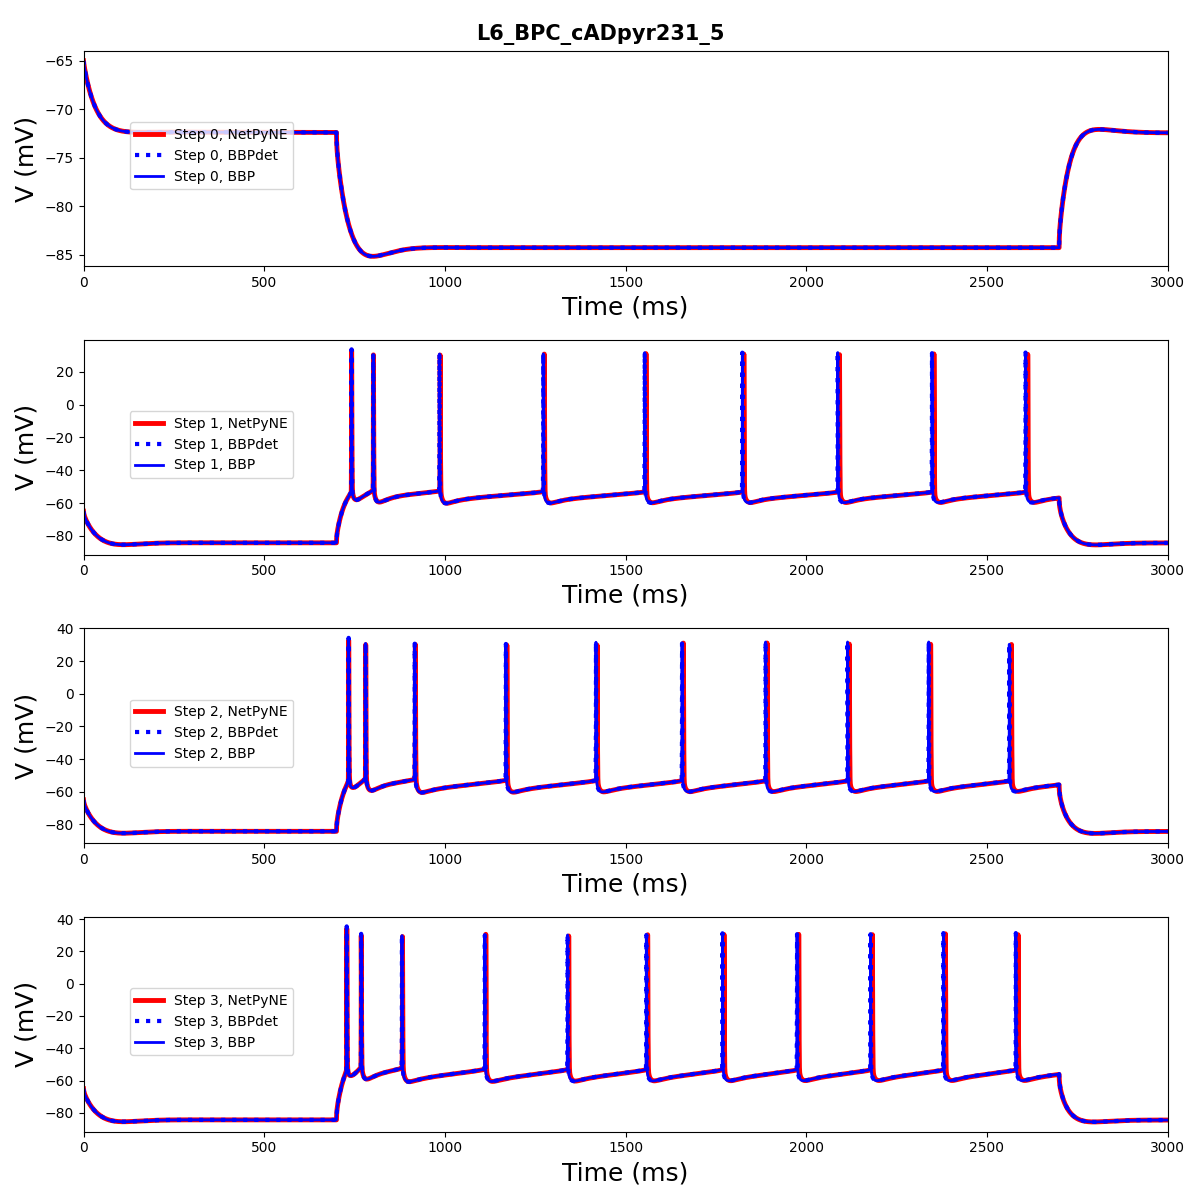 L6_BPC_cADpyr231_5
−65
−70
−75
−80
−85
V (mV)
Step 0, NetPyNE
Step 0, BBPdet
Step 0, BBP
0 500 1000 1500 2000 2500 3000
Time (ms)
20
0
−20
−40
−60
−80
V (mV)
Step 1, NetPyNE
Step 1, BBPdet
Step 1, BBP
0 500 1000 1500 2000 2500 3000
Time (ms)
40
20
0
−20
−40
−60
−80
V (mV)
Step 2, NetPyNE
Step 2, BBPdet
Step 2, BBP
0 500 1000 1500 2000 2500 3000
Time (ms)
40
20
0
−20
−40
−60
−80
V (mV)
Step 3, NetPyNE
Step 3, BBPdet
Step 3, BBP
0 500 1000 1500 2000 2500 3000
Time (ms)